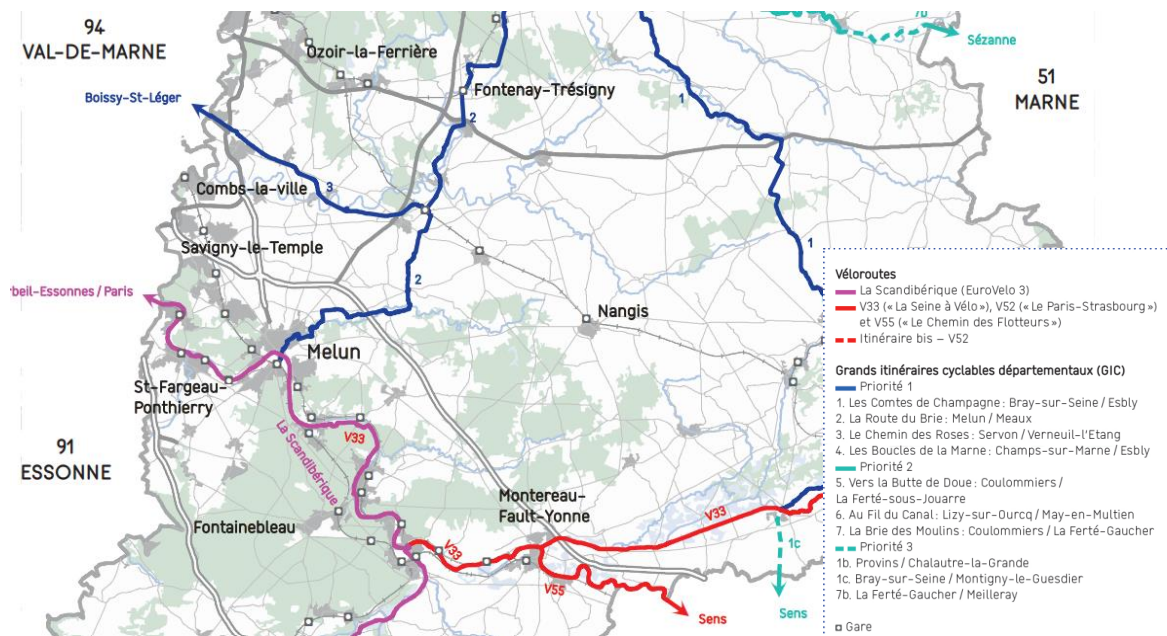 94
VAL-DE-MARNE
Ozoir-la-Ferrière
7b
Sézanne
51
MARNE
Boissy-St-Léger
Fontenay-Trésigny
1
2
3
Combs-la-ville
Savigny-le-Temple
2
1
rbeil-Essonnes / Paris
Nangis
Melun
St-Fargeau-
Ponthierry
91
ESSONNE
V33
La Scandibérique
Fontainebleau
Montereau-
Fault-Yonne
V33
V33
1c
V55
Sens
Sens
Véloroutes
La Scandibérique (EuroVelo 3)
V33 (« La Seine à Vélo »), V52 (« Le Paris-Strasbourg »)
et V55 (« Le Chemin des Flotteurs »)
Itinéraire bis – V52
Grands itinéraires cyclables départementaux (GIC)
Priorité 1
1. Les Comtes de Champagne : Bray-sur-Seine / Esbly
2. La Route du Brie : Melun / Meaux
3. Le Chemin des Roses : Servon / Verneuil-l'Etang
4. Les Boucles de la Marne : Champs-sur-Marne / Esbly
Priorité 2
5. Vers la Butte de Doue : Coulommiers /
La Ferté-sous-Jouarre
6. Au Fil du Canal : Lizy-sur-Ourcq / May-en-Multien
7. La Brie des Moulins : Coulommiers / La Ferté-Gaucher
Priorité 3
1b. Provins / Chalautre-la-Grande
1c. Bray-sur-Seine / Montigny-le-Guesdier
7b. La Ferté-Gaucher / Meilleray
Gare